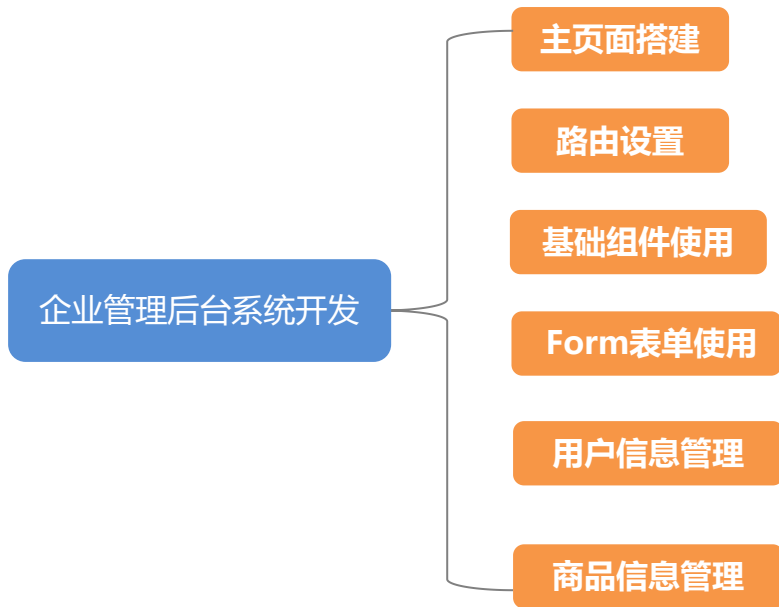 主页面搭建
路由设置
基础组件使用
企业管理后台系统开发
Form表单使用
用户信息管理
商品信息管理